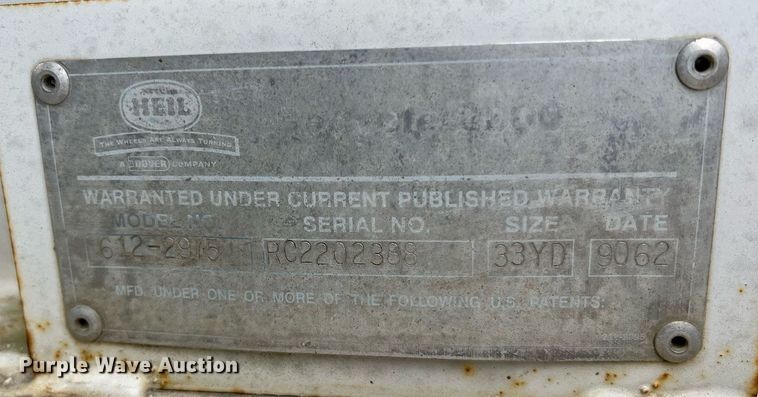 HEIL
THE WHEELS ARE ALWAYS TURNING
A DOVER COMPANY
WARRANTED UNDER CURRENT PUBLISHED WARRANTY
MODEL NO. SERIAL NO. SIZE DATE
RC2202388 33YD 9062
MFD. UNDER ONE OR MORE OF THE FOLLOWING U.S. PATENTS:
Purple Wave Auction